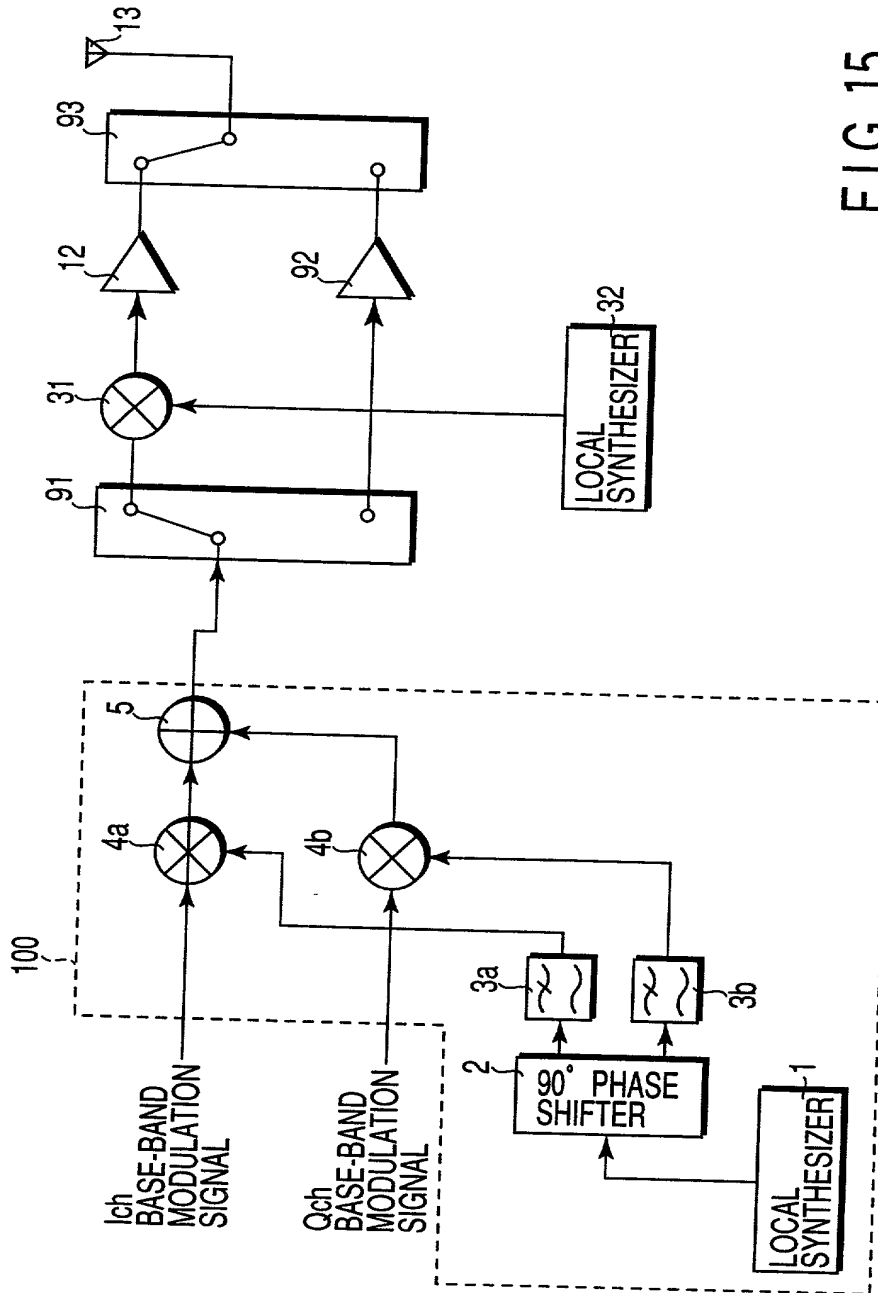 100
Ich
BASE-BAND
MODULATION
SIGNAL
4a
5
Qch
BASE-BAND
MODULATION
SIGNAL
4b
3a
3b
2
90° PHASE
SHIFTER
1
LOCAL
SYNTHESIZER
91
31
12
93
13
92
32
LOCAL
SYNTHESIZER
FIG. 15